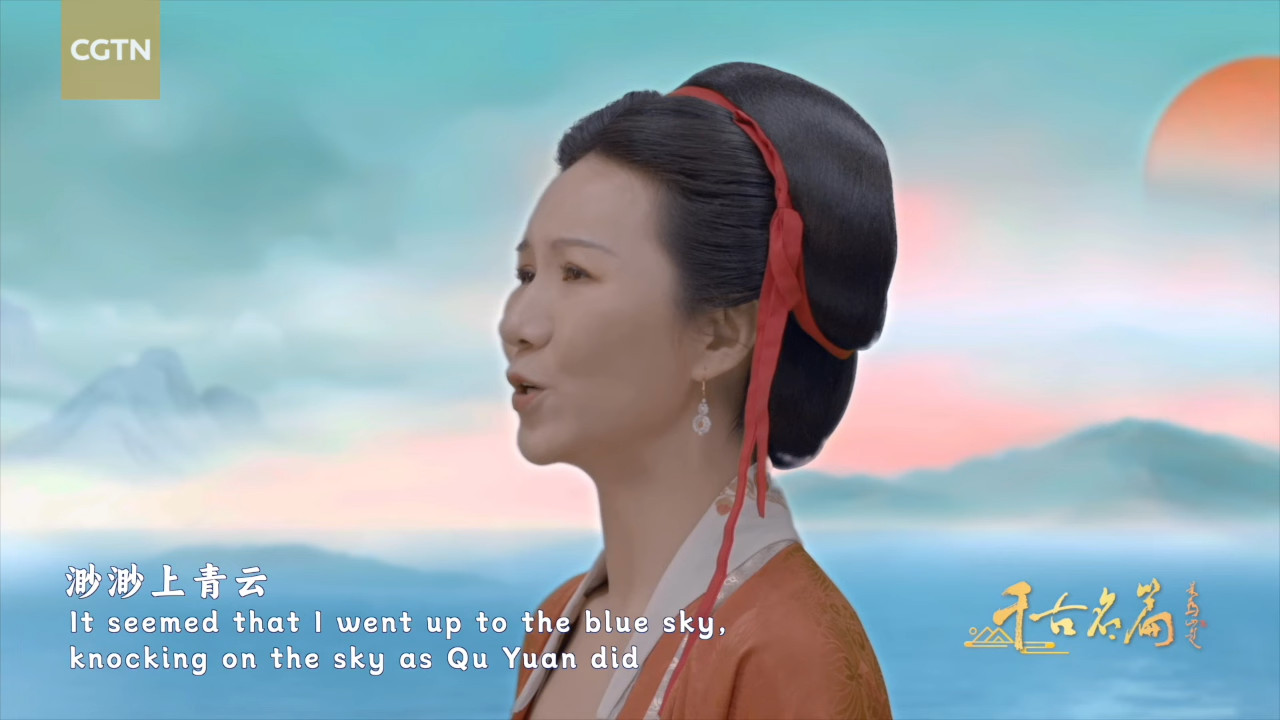 CGTN
渺渺上青云
It seemed that I went up to the blue sky,
knocking on the sky as Qu Yuan did
千古名篇